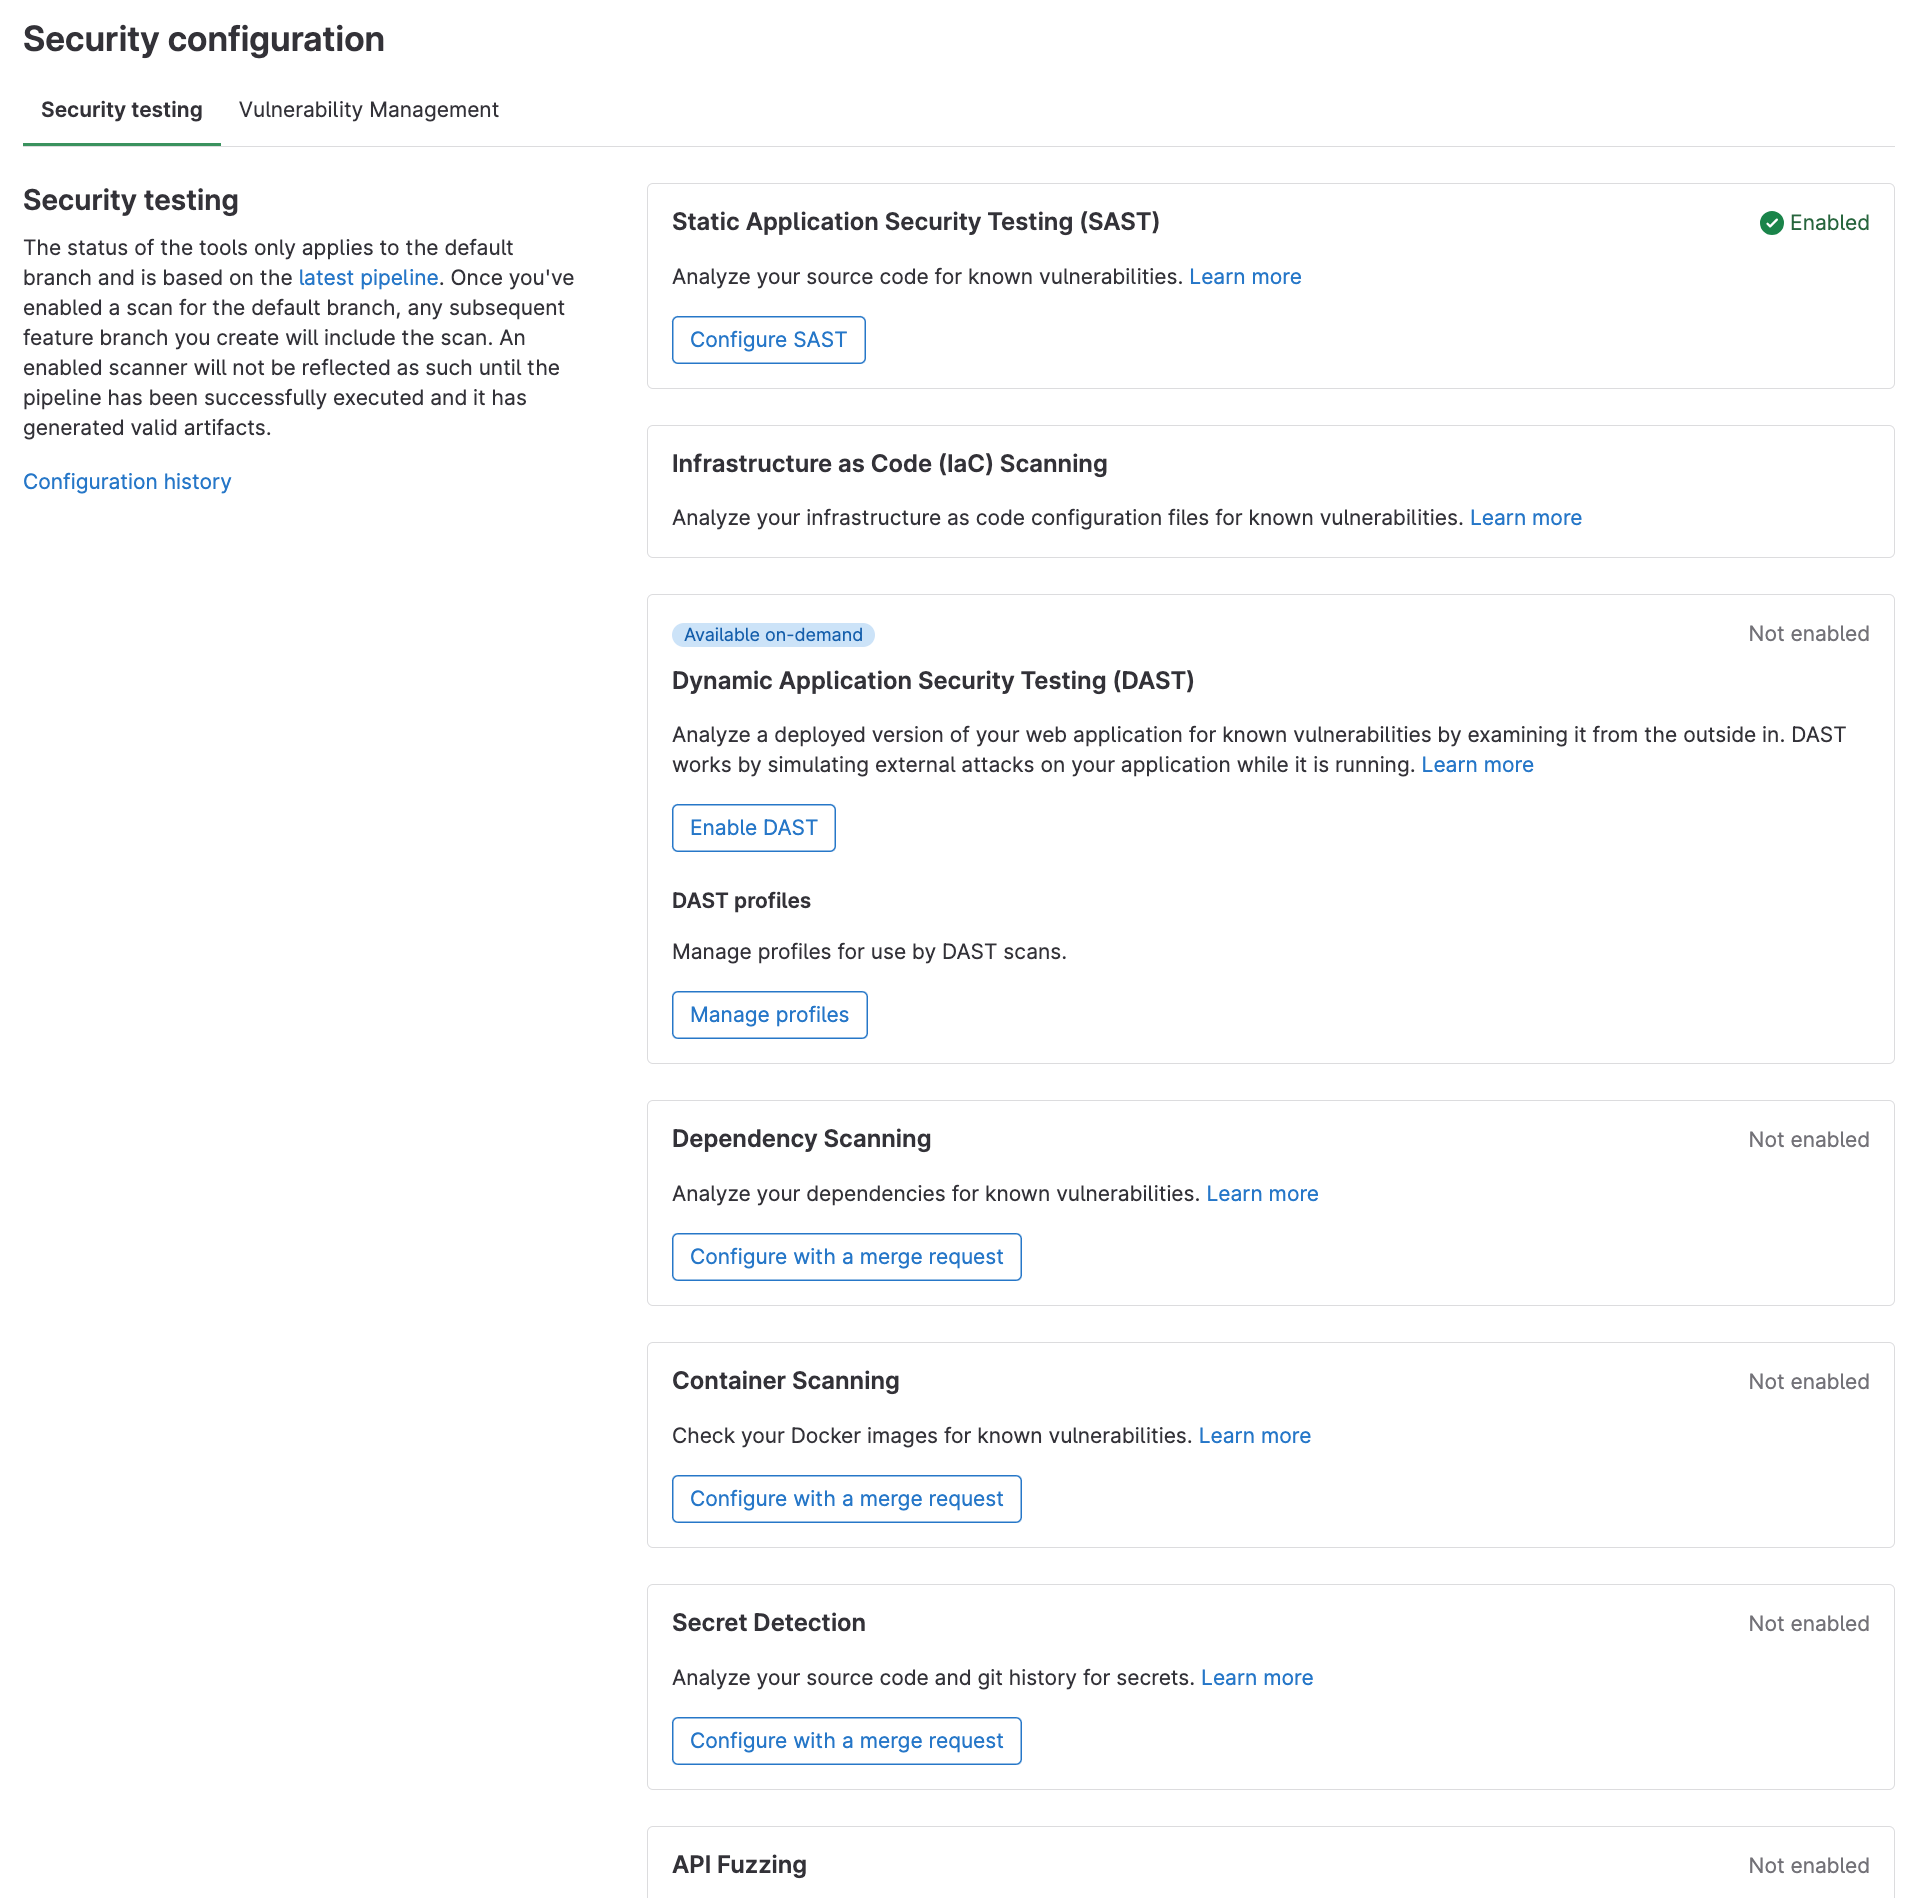 Security configuration
Security testing
Vulnerability Management
Security testing
The status of the tools only applies to the default
branch and is based on the latest pipeline. Once you've
enabled a scan for the default branch, any subsequent
feature branch you create will include the scan. An
enabled scanner will not be reflected as such until the
pipeline has been successfully executed and it has
generated valid artifacts.
Configuration history
Static Application Security Testing (SAST)
Enabled
Analyze your source code for known vulnerabilities. Learn more
Configure SAST
Infrastructure as Code (IaC) Scanning
Analyze your infrastructure as code configuration files for known vulnerabilities. Learn more
Available on-demand
Not enabled
Dynamic Application Security Testing (DAST)
Analyze a deployed version of your web application for known vulnerabilities by examining it from the outside in. DAST
works by simulating external attacks on your application while it is running. Learn more
Enable DAST
DAST profiles
Manage profiles for use by DAST scans.
Manage profiles
Dependency Scanning
Not enabled
Analyze your dependencies for known vulnerabilities. Learn more
Configure with a merge request
Container Scanning
Not enabled
Check your Docker images for known vulnerabilities. Learn more
Configure with a merge request
Secret Detection
Not enabled
Analyze your source code and git history for secrets. Learn more
Configure with a merge request
API Fuzzing
Not enabled